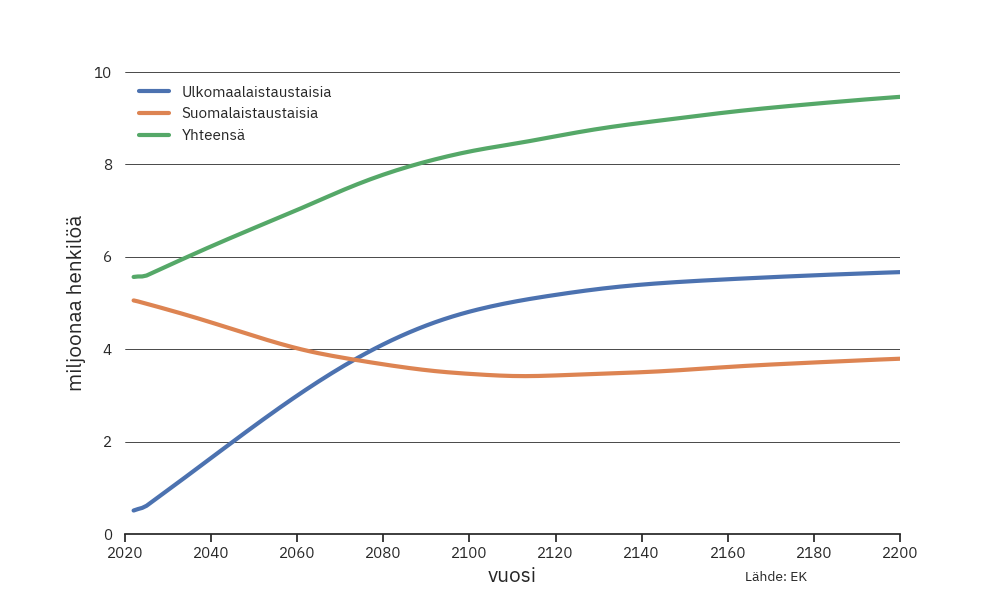 10
8
6
4
2
0
Ulkomaalaistaustaisia
Suomalaistaustaisia
Yhteensä
miljoonaa henkilöä
2020 2040 2060 2080 2100 2120 2140 2160 2180 2200
vuosi
Lähde: EK